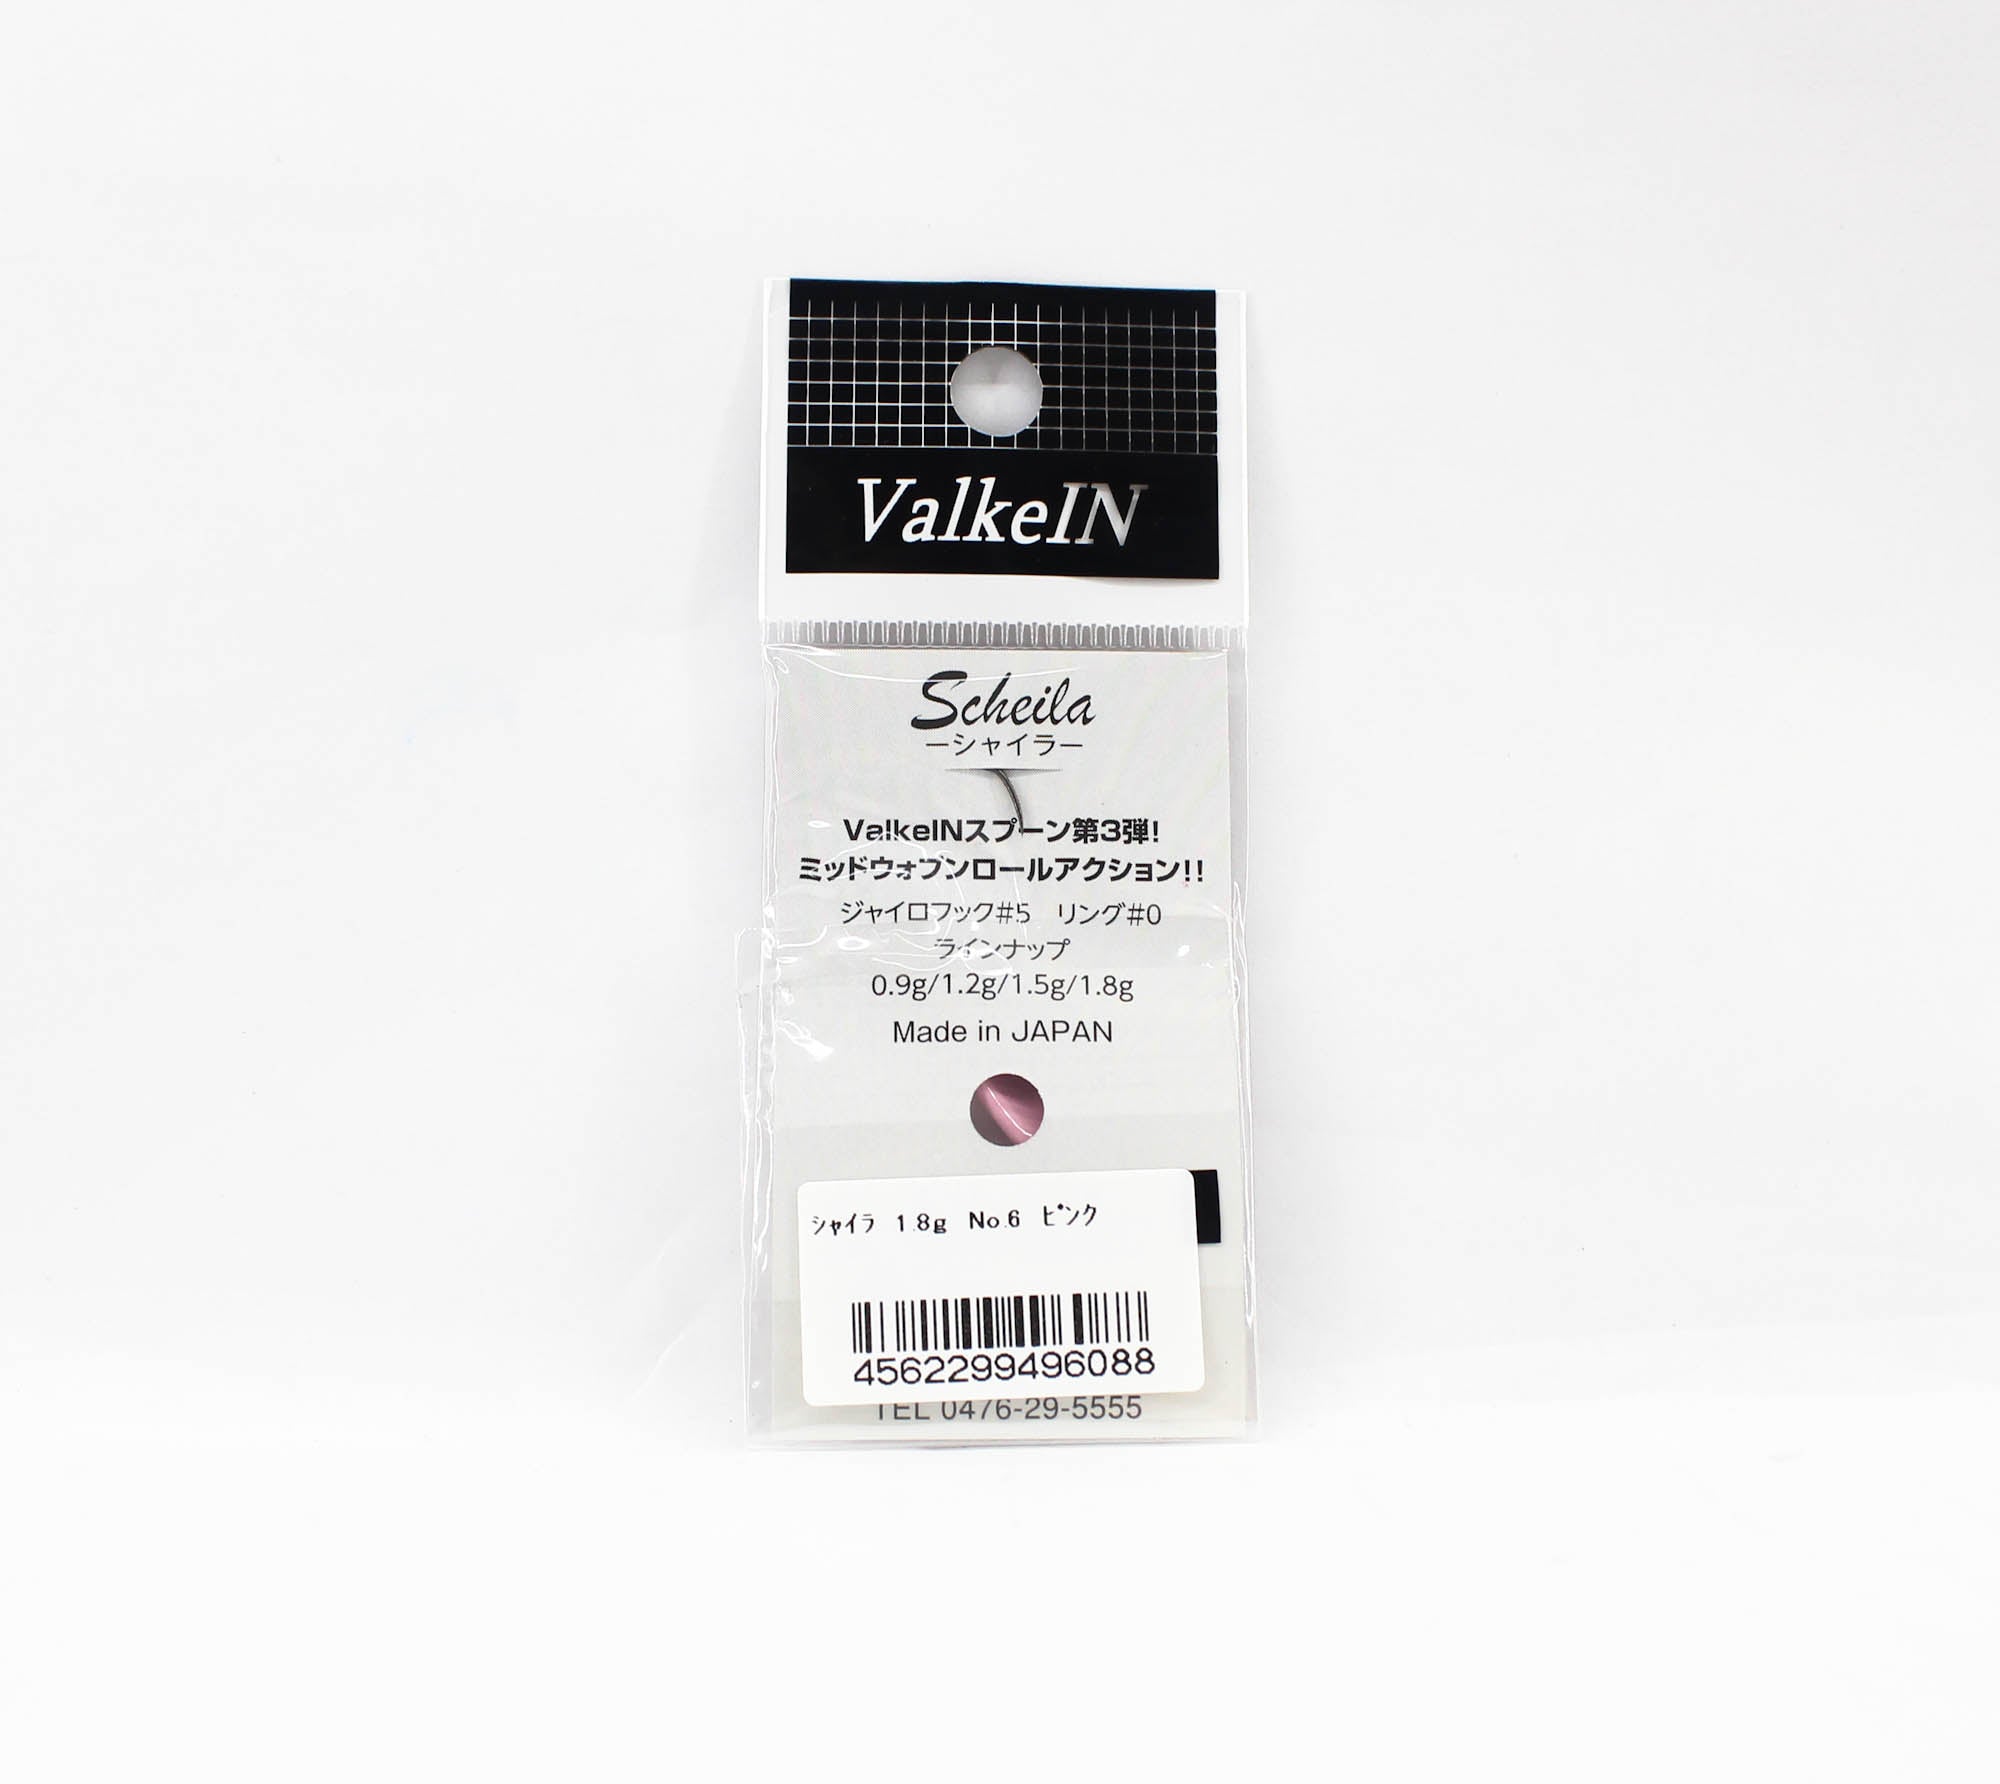 ValkeIN
Scheila
ーシャイラー
ValkeINスプーン第3弾!
ミッドウォブンロールアクション!!
ジャイロフック#5 リング#0
ラインナップ
0.9g/1.2g/1.5g/1.8g
Made in JAPAN
シャイラ 1.8g No.6 ピンク
4562299496088
TEL 0476-29-5555